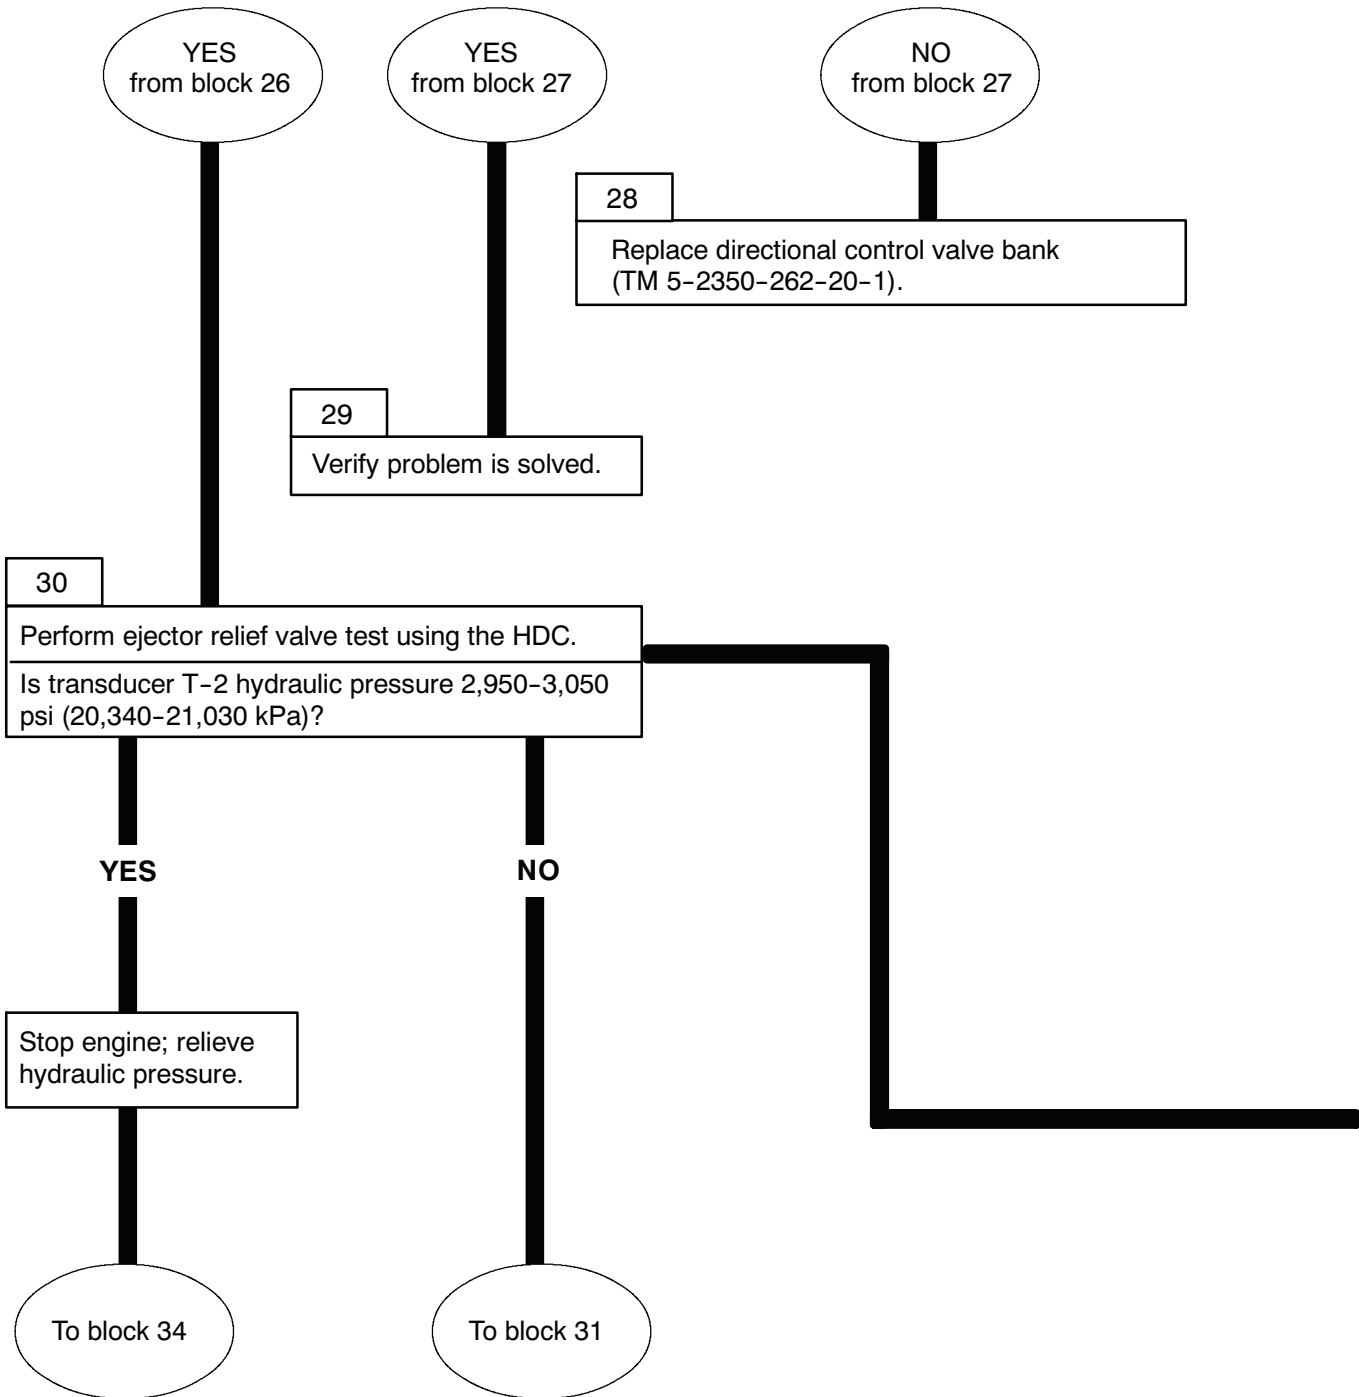 YES
from block 26
YES
from block 27
NO
from block 27
28
Replace directional control valve bank
(TM 5-2350-262-20-1).
29
Verify problem is solved.
30
Perform ejector relief valve test using the HDC.
Is transducer T-2 hydraulic pressure 2,950-3,050
psi (20,340-21,030 kPa)?
YES
NO
Stop engine; relieve
hydraulic pressure.
To block 34
To block 31